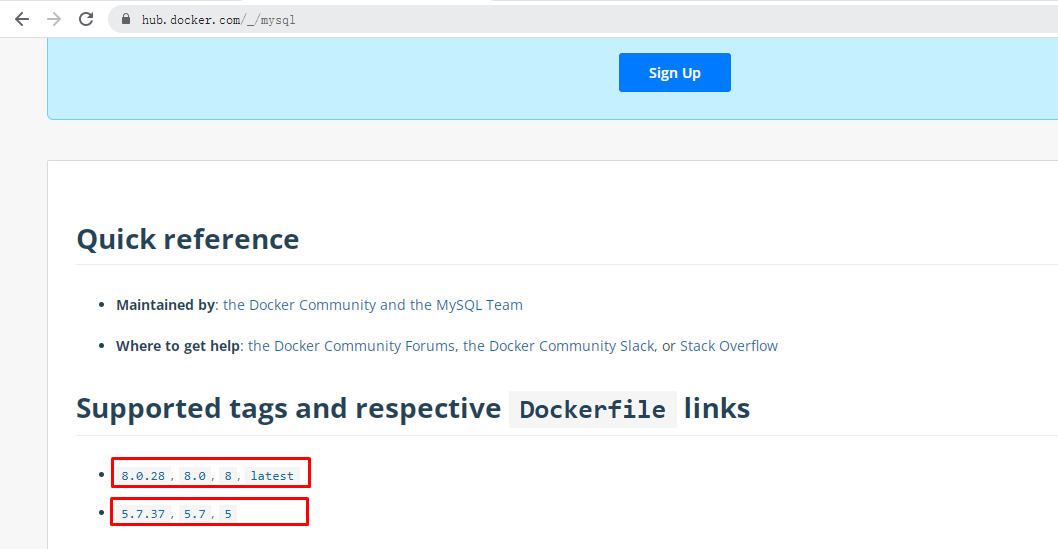 hub.docker.com/_/mysql
Sign Up
Quick reference
Maintained by: the Docker Community and the MySQL Team
Where to get help: the Docker Community Forums, the Docker Community Slack, or Stack Overflow
Supported tags and respective Dockerfile links
8.0.28, 8.0, 8, latest
5.7.37, 5.7, 5